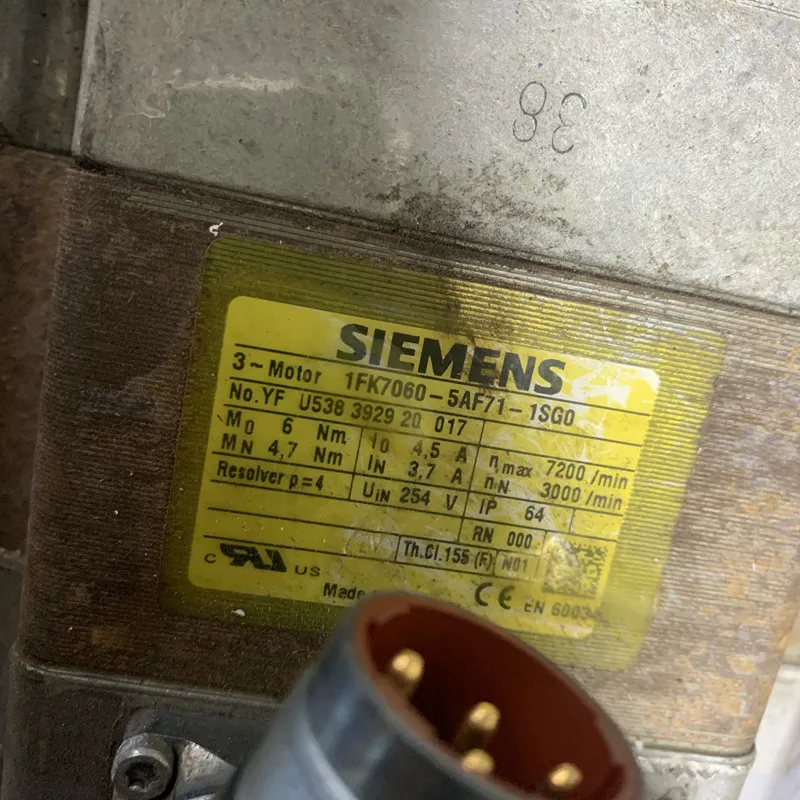 38
SIEMENS
3~Motor 1FK7060-5AF71-1SG0
No.YF U538 3929 20 017
M0 6 Nm I0 4,5 A nmax 7200 /min
MN 4,7 Nm IN 3,7 A nN 3000 /min
Resolver p=4 UIN 254 V IP 64
RN 000
Th.Cl.155 (F) N01
c RU US
Made CE EN